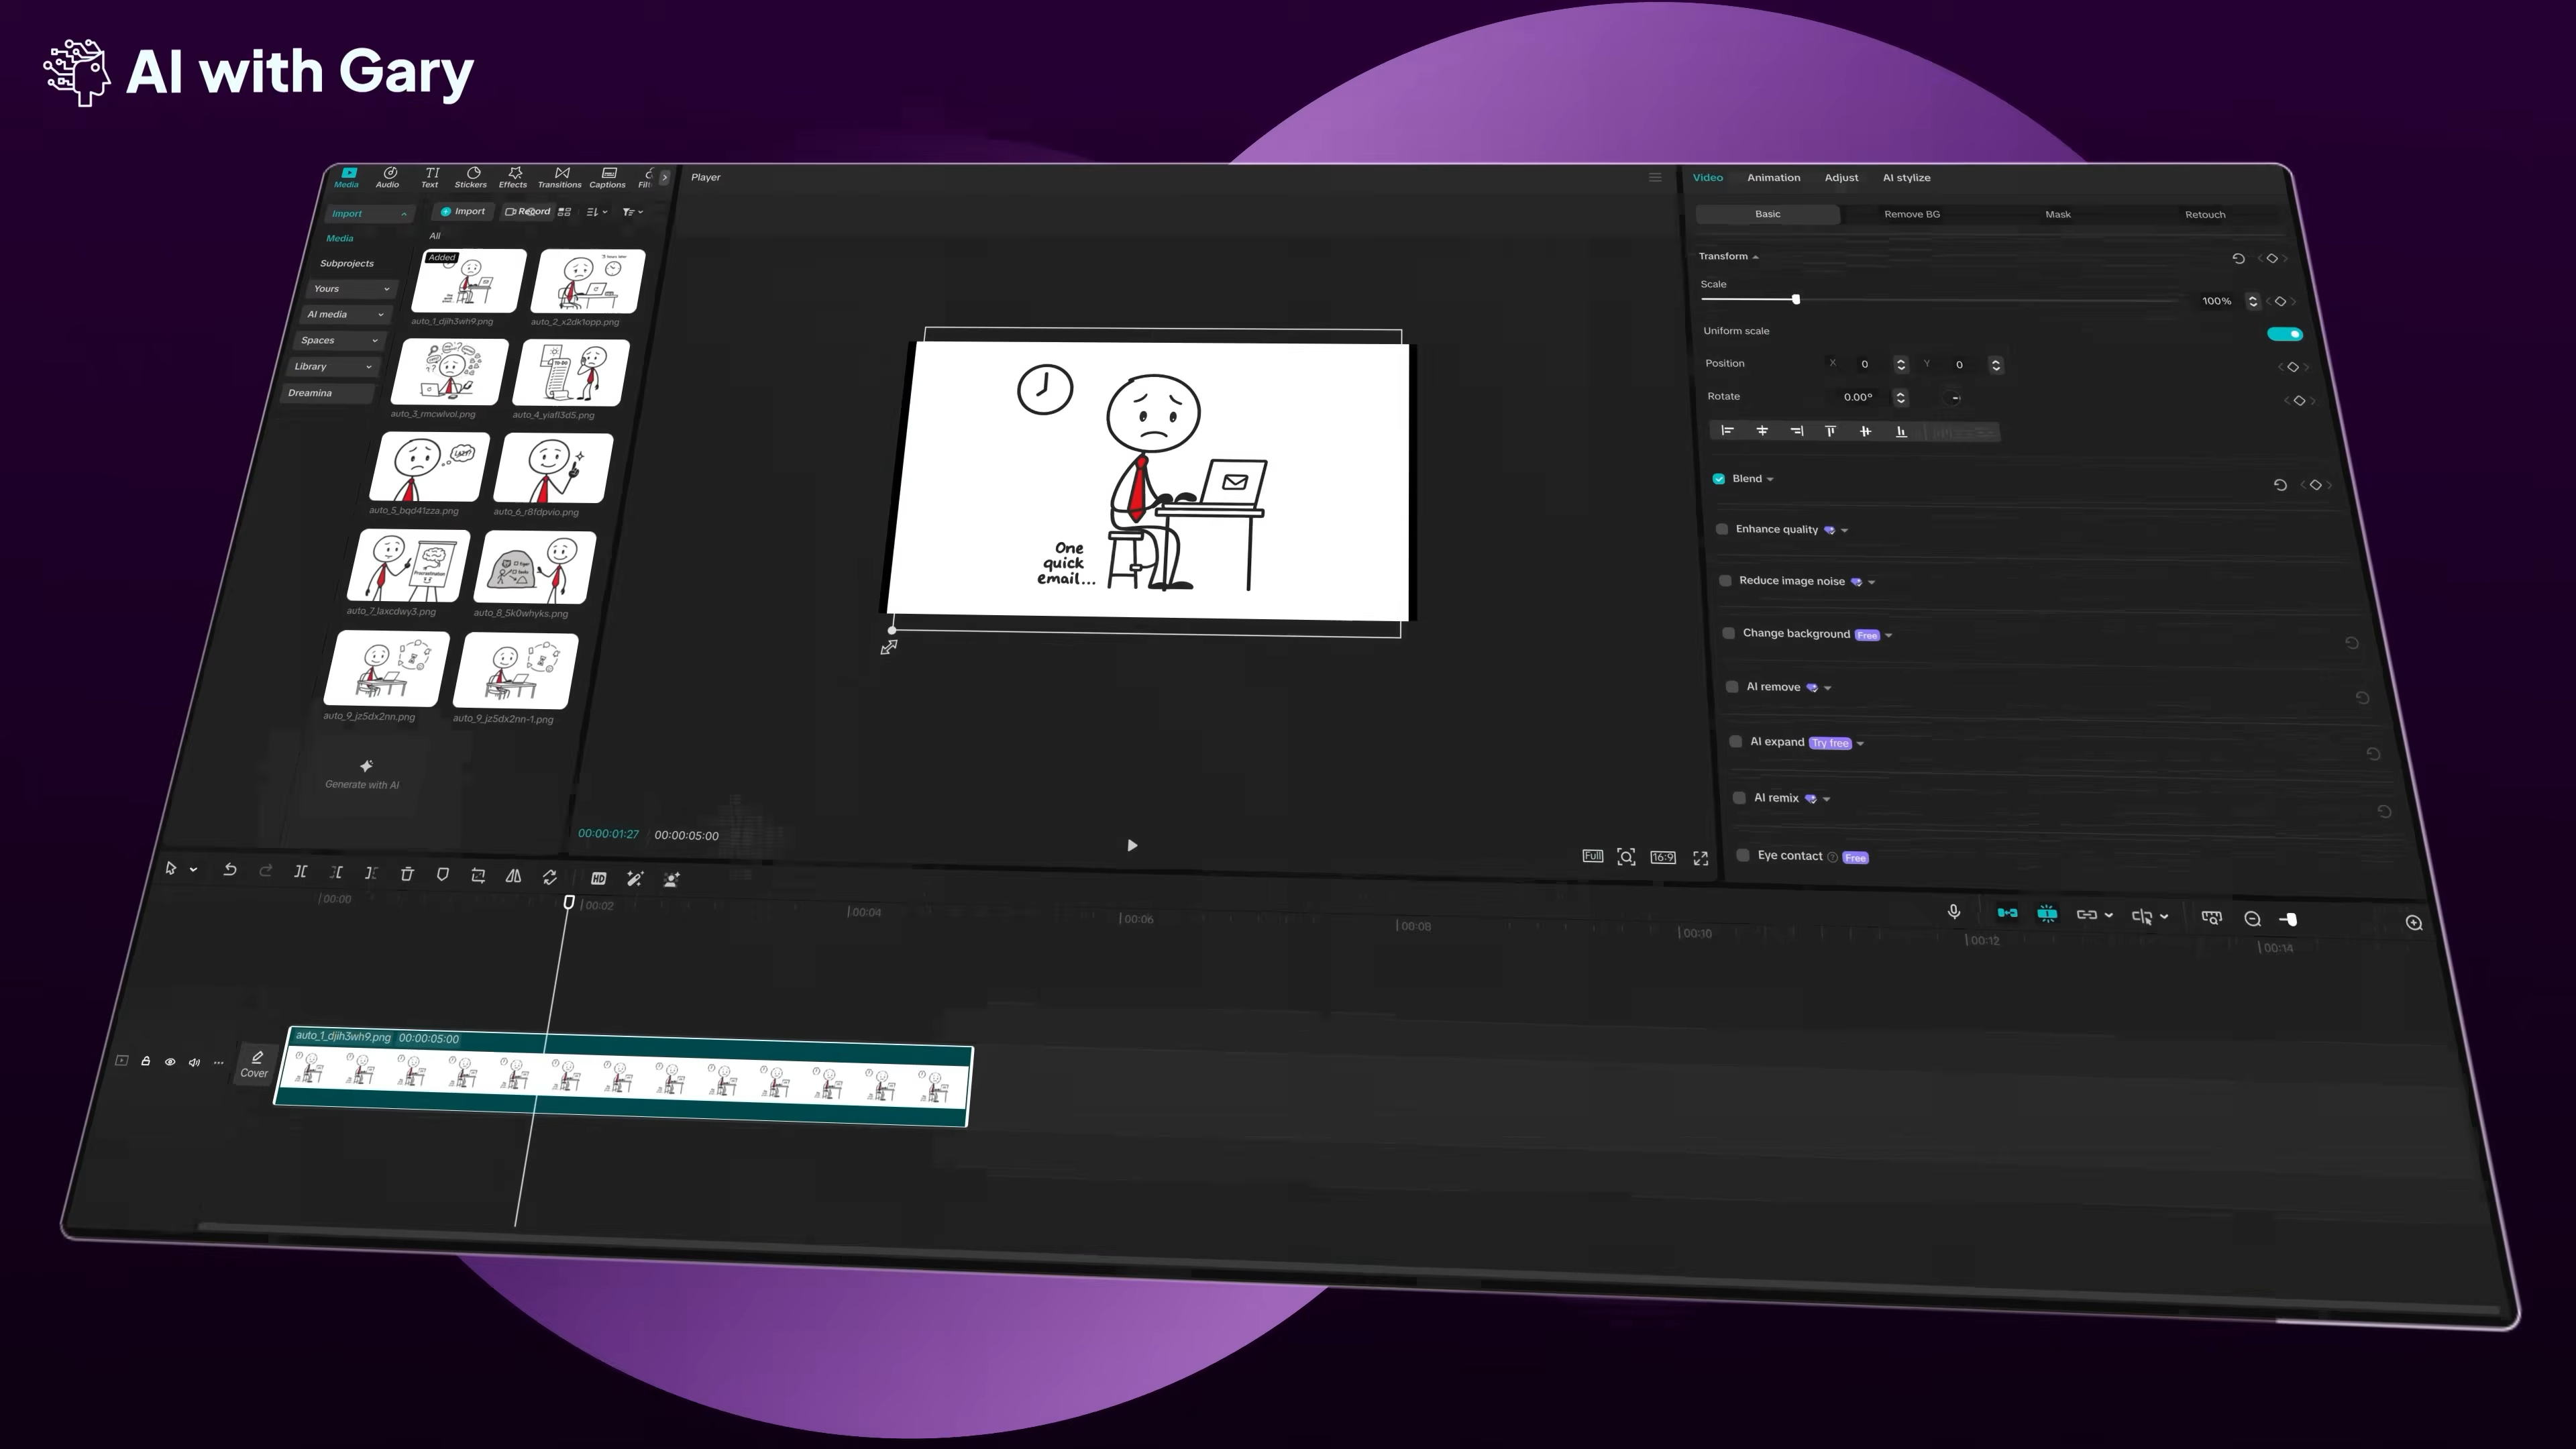 AI with Gary
Media
Audio
Text
Stickers
Effects
Transitions
Captions
Import
Import
Record
Media
Subprojects
Yours
AI media
Spaces
Library
Dreamina
All
Added
auto_1_djih3wh9.png
auto_2_x2dk1opp.png
auto_3_rmcwlvol.png
auto_4_yiafl3d5.png
auto_5_bqd41zza.png
auto_6_r8fdpvio.png
auto_7_laxcdwy3.png
auto_8_5k0whyks.png
auto_9_jz5dx2nn.png
auto_9_jz5dx2nn-1.png
Generate with AI
Player
One
quick
email...
00:00:01:27
00:00:05:00
Full
16:9
Video
Animation
Adjust
AI stylize
Basic
Remove BG
Mask
Retouch
Transform
Scale
100%
Uniform scale
Position
X
0
Y
0
Rotate
0.00°
Blend
Enhance quality
Reduce image noise
Change background
Free
AI remove
AI expand
Try free
AI remix
Eye contact
Free
HD
00:00
00:02
00:04
00:06
00:08
00:10
00:12
00:14
Cover
auto_1_djih3wh9.png
00:00:05:00